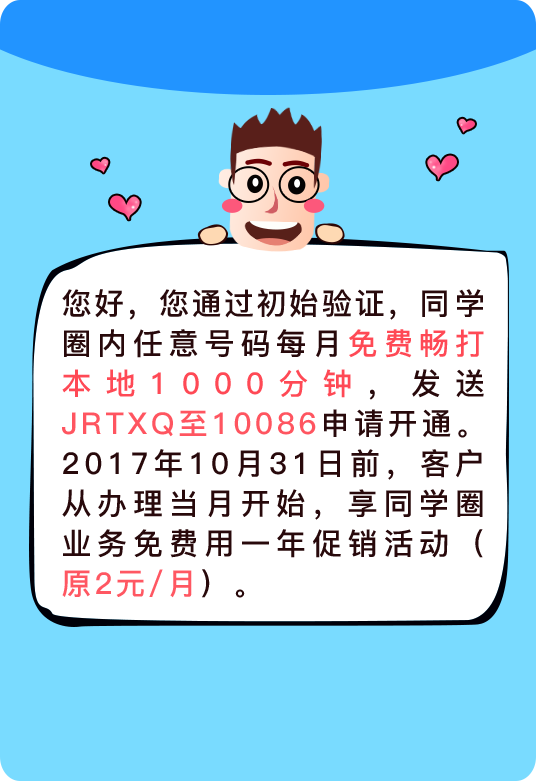 您好，您通过初始验证，同学
圈内任意号码每月免费畅打
本地1000分钟，发送
JRTXQ至10086申请开通。
2017年10月31日前，客户
从办理当月开始，享同学圈
业务免费用一年促销活动（
原2元/月）。